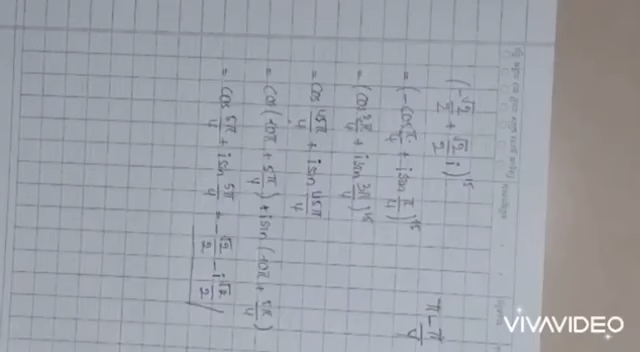 (-√2/2 + √2/2 i)^15
= (-cos π/4 + i sin π/4)^15
= (cos 3π/4 + i sin 3π/4)^15
= cos 45π/4 + i sin 45π/4
= cos(10π + 5π/4) + i sin(10π + 5π/4)
= cos 5π/4 + i sin 5π/4 = -√2/2 - i √2/2
π - π/4
VIVAVIDEO